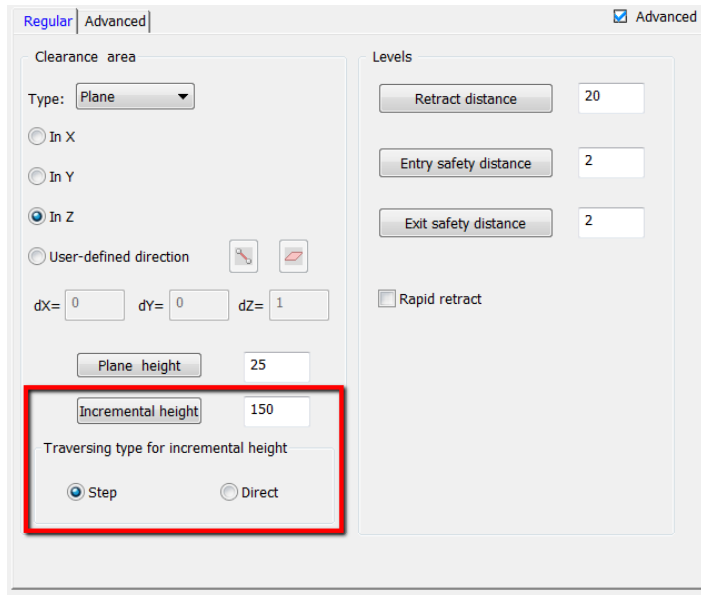 Regular Advanced Advanced
Clearance area
Type: Plane
In X
In Y
In Z
User-defined direction
dX= 0 dY= 0 dZ= 1
Plane height 25
Incremental height 150
Traversing type for incremental height
Step Direct
Levels
Retract distance 20
Entry safety distance 2
Exit safety distance 2
Rapid retract